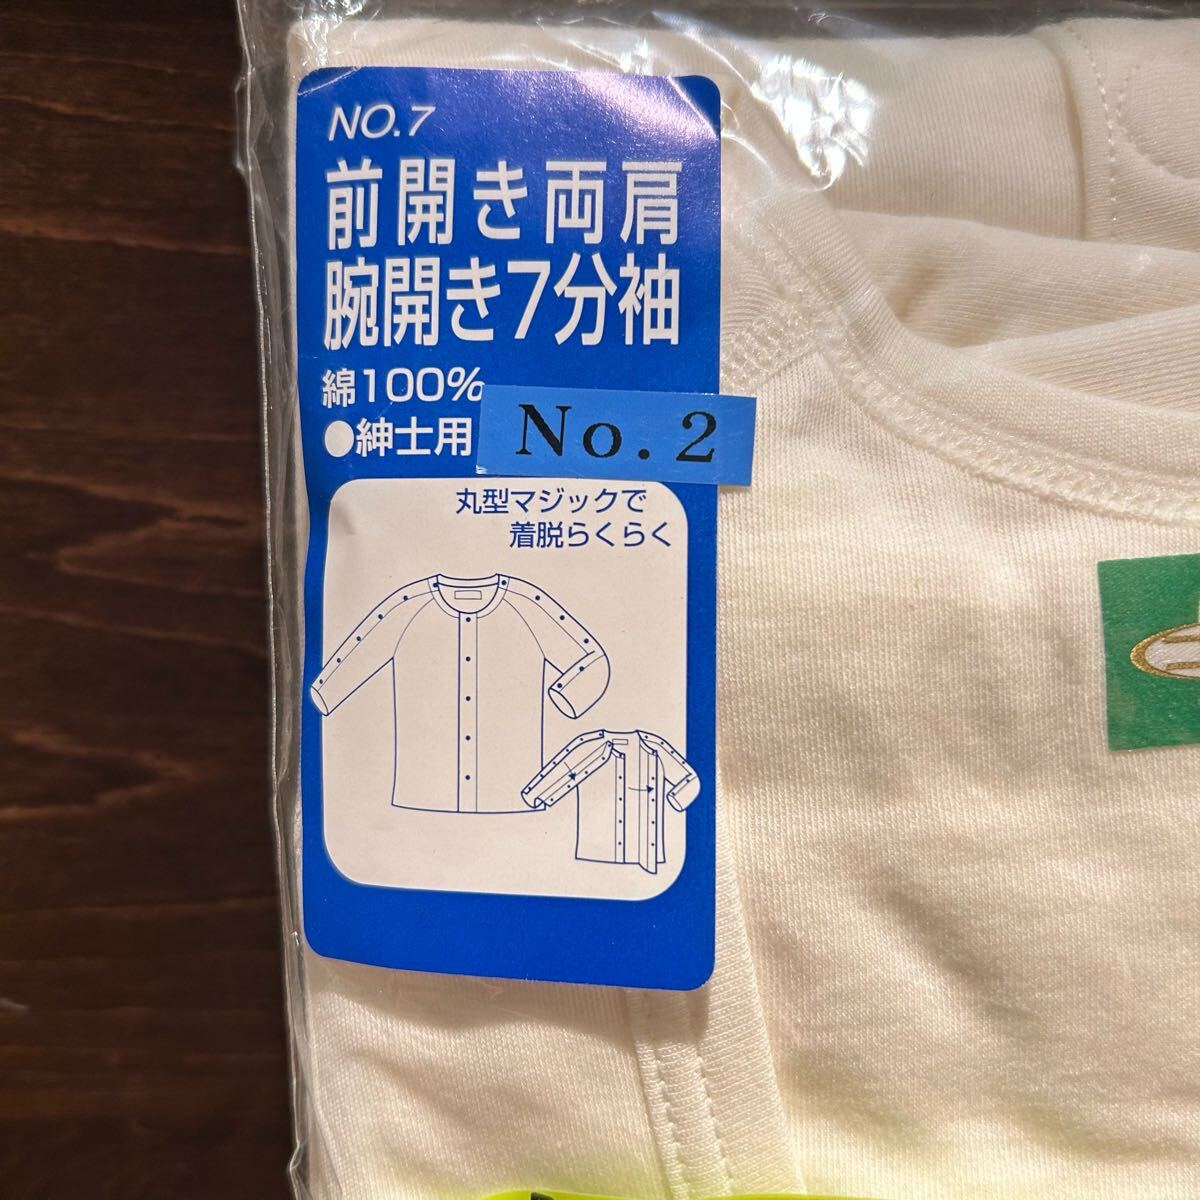 NO.7
前開き両肩
腕開き7分袖
綿100%
●紳士用
No.2
丸型マジックで
着脱らくらく